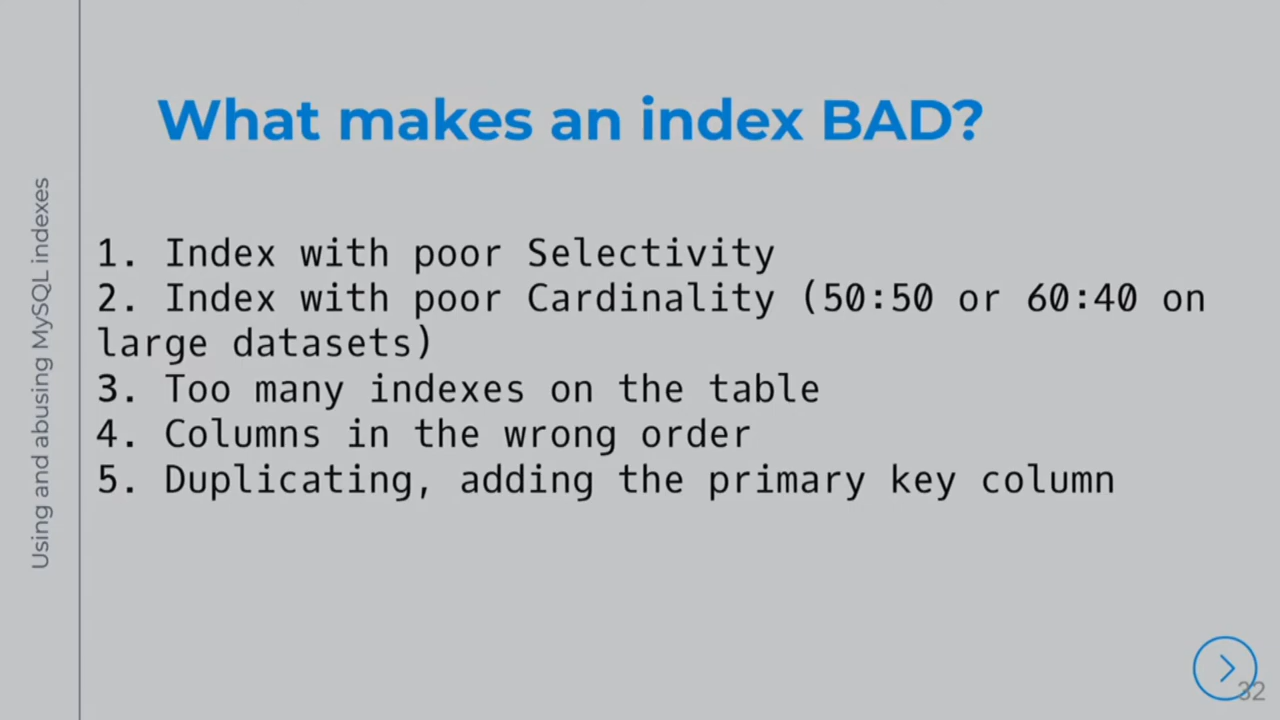 What makes an index BAD?
Using and abusing MySQL indexes
1. Index with poor Selectivity
2. Index with poor Cardinality (50:50 or 60:40 on
large datasets)
3. Too many indexes on the table
4. Columns in the wrong order
5. Duplicating, adding the primary key column
32